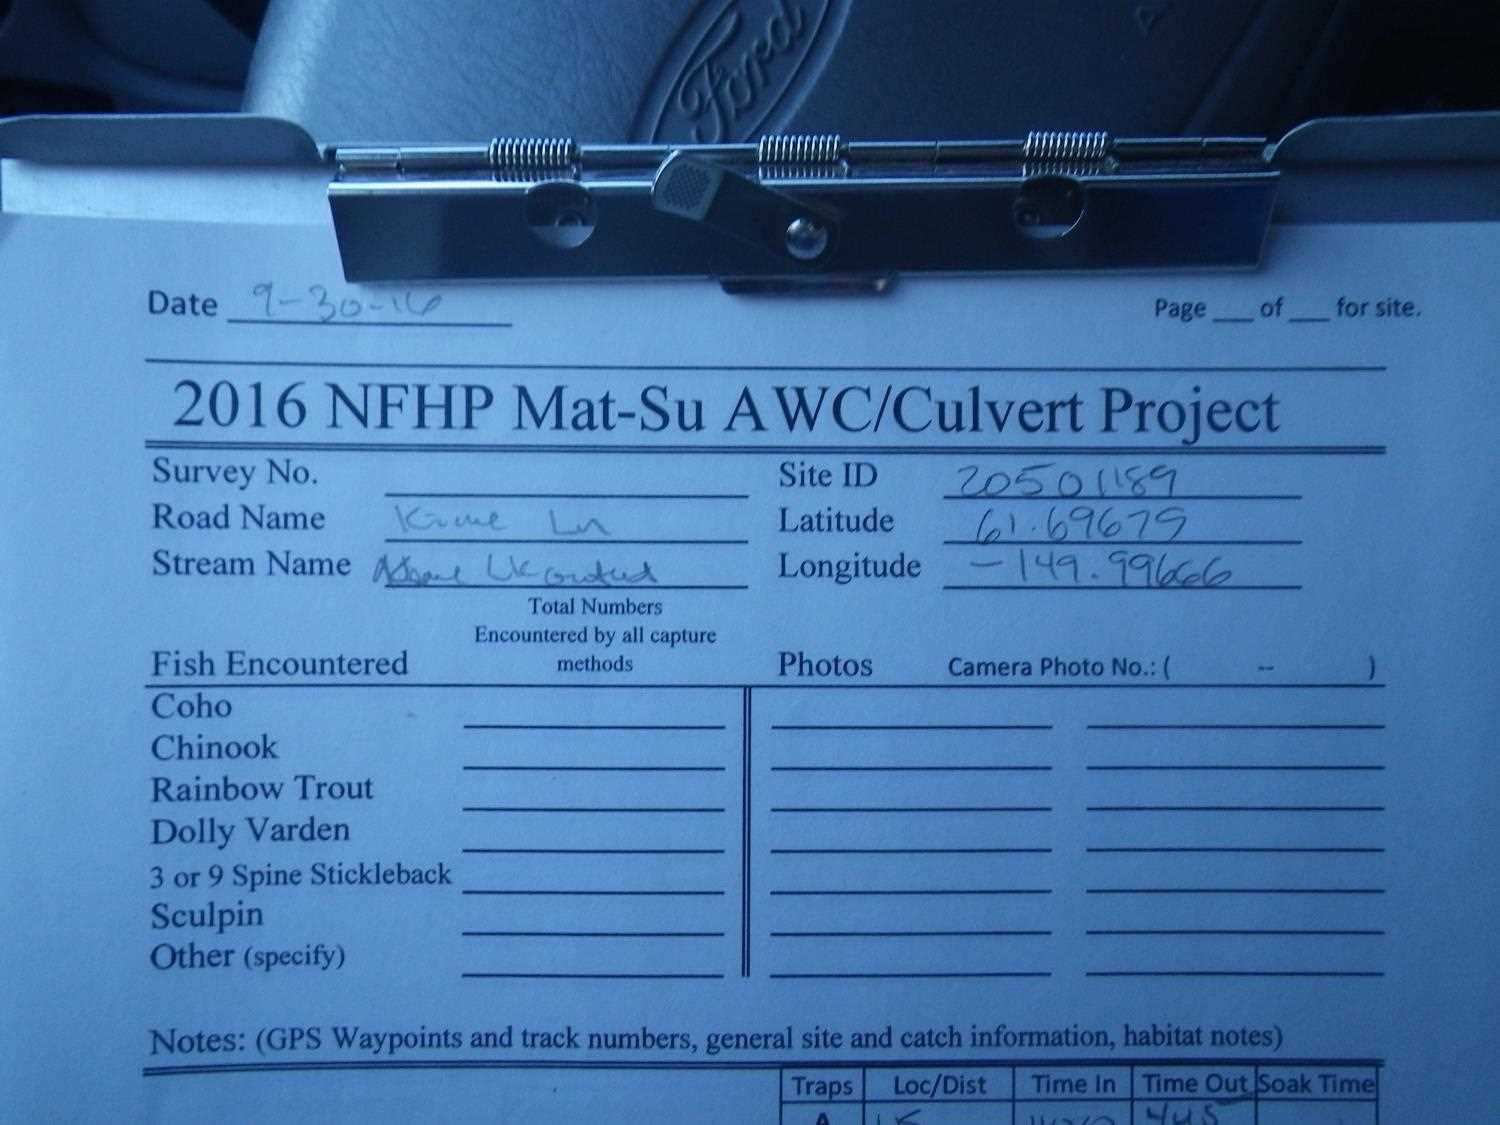 Ford
Date 9-30-16 Page ___ of ___ for site.
2016 NFHP Mat-Su AWC/Culvert Project
Survey No. Site ID 20501189
Road Name Ln Latitude 61.69679
Stream Name Longitude -149.99666
Total Numbers
Encountered by all capture
methods
Fish Encountered Photos Camera Photo No.: ( -- )
Coho
Chinook
Rainbow Trout
Dolly Varden
3 or 9 Spine Stickleback
Sculpin
Other (specify)
Notes: (GPS Waypoints and track numbers, general site and catch information, habitat notes)
Traps Loc/Dist Time In Time Out Soak Time
A LK